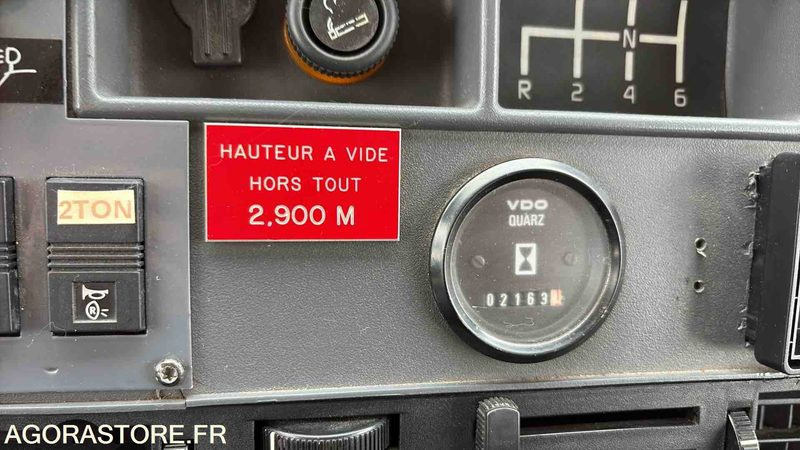 N
R 2 4 6
HAUTEUR A VIDE
HORS TOUT
2,900 M
2TON
R
VDO
QUARZ
02163
AGORASTORE.FR